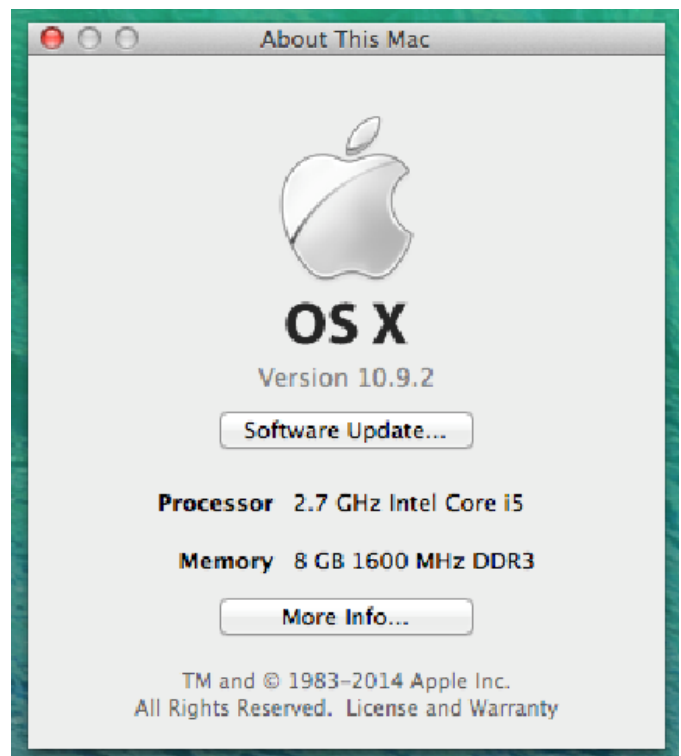 About This Mac
OS X
Version 10.9.2
Software Update...
Processor 2.7 GHz Intel Core i5
Memory 8 GB 1600 MHz DDR3
More Info...
TM and © 1983–2014 Apple Inc.
All Rights Reserved. License and Warranty